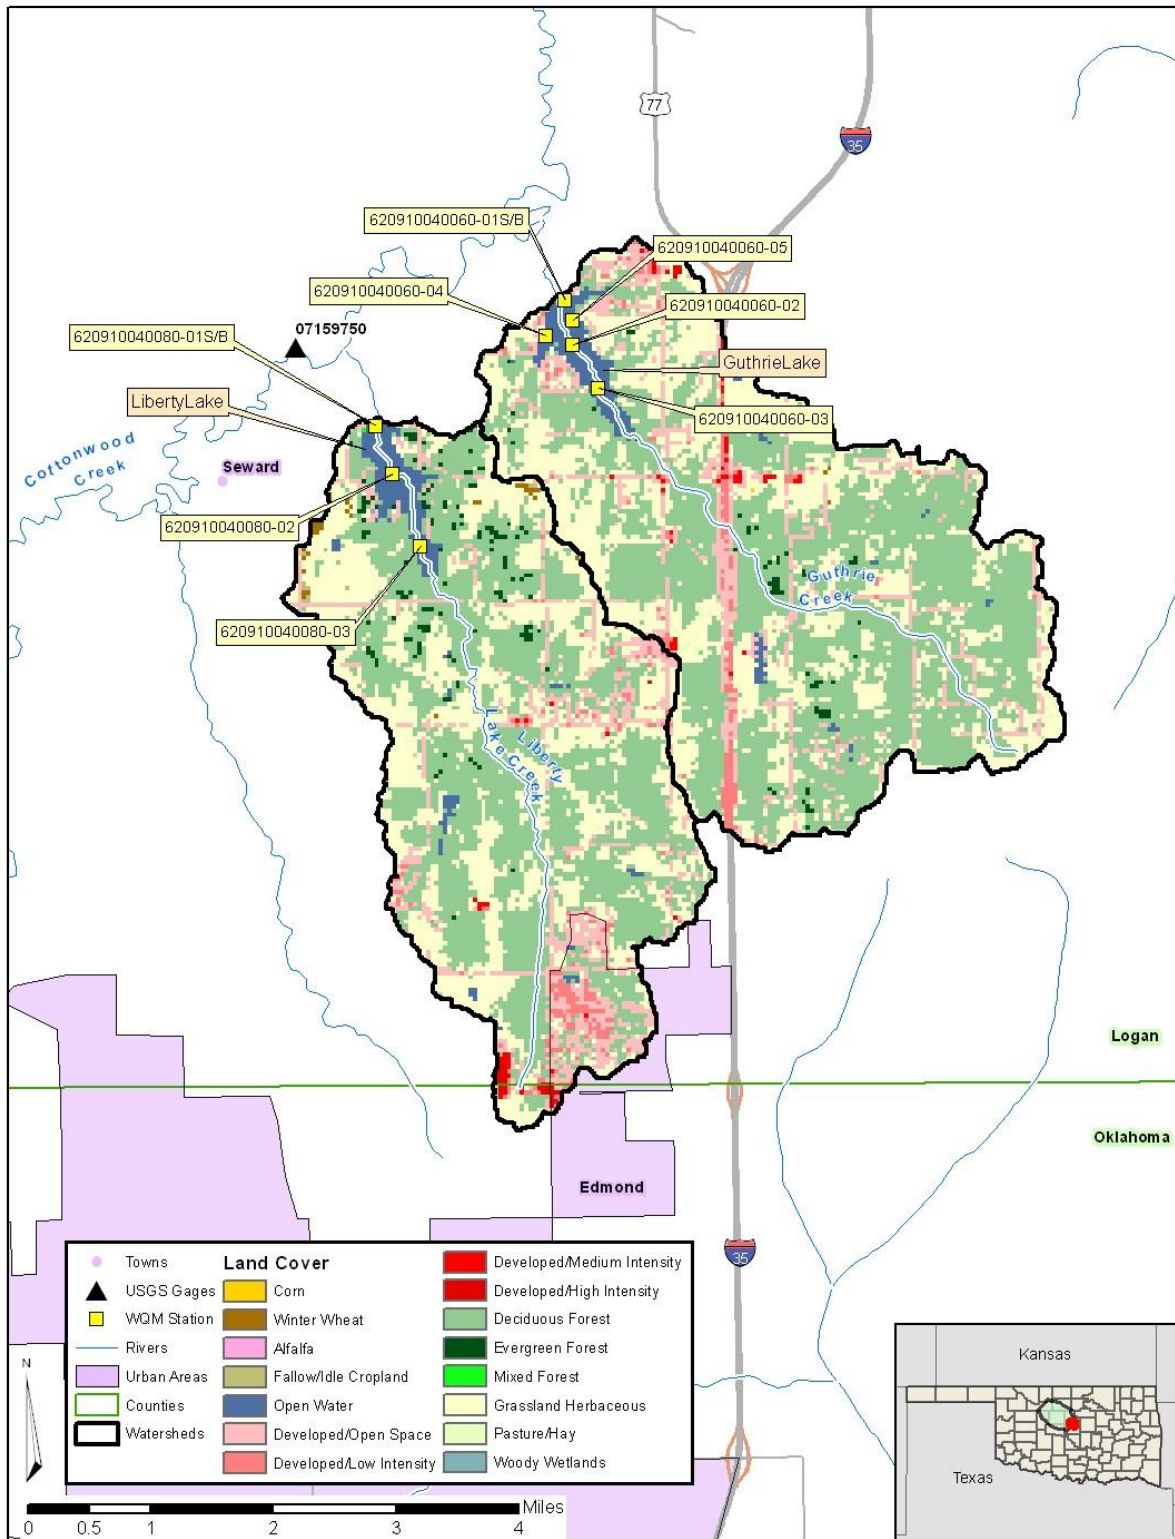 77
35
620910040060-01S/B
620910040060-05
620910040060-04
620910040060-02
07159750
620910040080-01S/B
GuthrieLake
LibertyLake
620910040060-03
Cottonwood
Creek
Seward
620910040080-02
Guthrie
Creek
620910040080-03
Liberty
Lake Creek
Logan
Oklahoma
Edmond
35
Towns
USGS Gages
WQM Station
Rivers
Urban Areas
Counties
Watersheds
Land Cover
Corn
Winter Wheat
Alfalfa
Fallow/Idle Cropland
Open Water
Developed/Open Space
Developed/Low Intensity
Developed/Medium Intensity
Developed/High Intensity
Deciduous Forest
Evergreen Forest
Mixed Forest
Grassland Herbaceous
Pasture/Hay
Woody Wetlands
N
Miles
0 0.5 1 2 3 4
Kansas
Texas